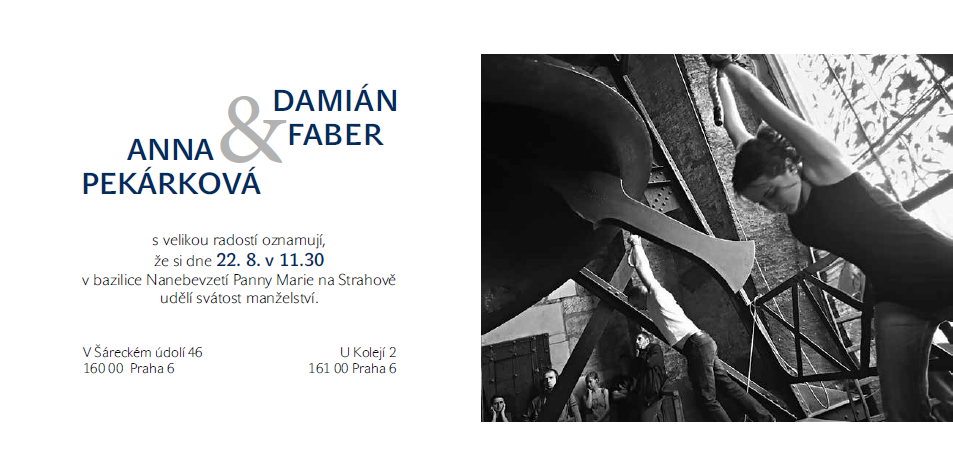 ANNA
PEKÁRKOVÁ
&
DAMIÁN
FABER
s velikou radostí oznamují,
že si dne 22. 8. v 11.30
v bazilice Nanebevzetí Panny Marie na Strahově
udělí svátost manželství.
V Šáreckém údolí 46
160 00 Praha 6
U Kolejí 2
161 00 Praha 6